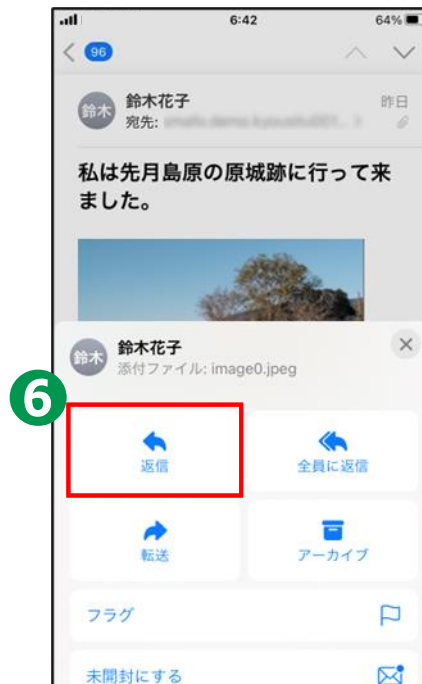 6:42
64%
96
鈴木
鈴木花子
昨日
宛先:
私は先月島原の原城跡に行って来
ました。
鈴木
鈴木花子
添付ファイル: image0.jpeg
6
返信
全員に返信
転送
アーカイブ
フラグ
未開封にする